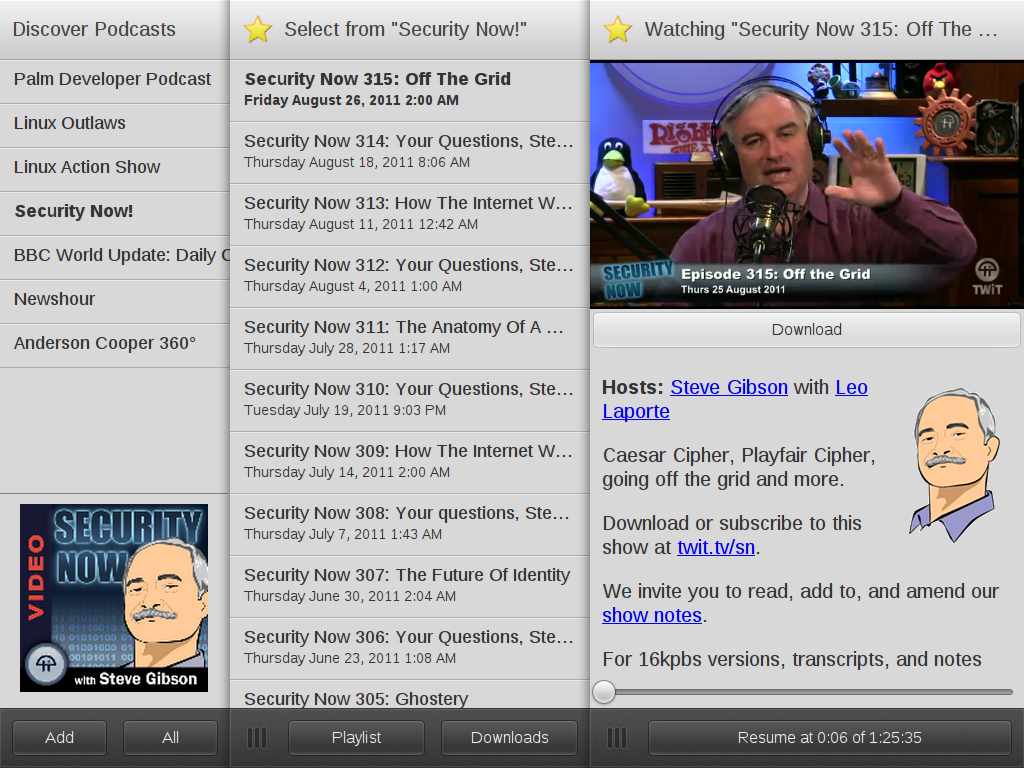 Discover Podcasts
Palm Developer Podcast
Linux Outlaws
Linux Action Show
Security Now!
BBC World Update: Daily C
Newshour
Anderson Cooper 360°
VIDEO
SECURITY
NOW
with Steve Gibson
Add
All
Select from "Security Now!"
Security Now 315: Off The Grid
Friday August 26, 2011 2:00 AM
Security Now 314: Your Questions, Ste…
Thursday August 18, 2011 8:06 AM
Security Now 313: How The Internet W…
Thursday August 11, 2011 12:42 AM
Security Now 312: Your Questions, Ste…
Thursday August 4, 2011 1:00 AM
Security Now 311: The Anatomy Of A …
Thursday July 28, 2011 1:17 AM
Security Now 310: Your Questions, Ste…
Tuesday July 19, 2011 9:03 PM
Security Now 309: How The Internet W…
Thursday July 14, 2011 2:00 AM
Security Now 308: Your questions, Ste…
Thursday July 7, 2011 1:43 AM
Security Now 307: The Future Of Identity
Thursday June 30, 2011 2:04 AM
Security Now 306: Your Questions, Ste…
Thursday June 23, 2011 1:08 AM
Security Now 305: Ghostery
Playlist
Downloads
Watching "Security Now 315: Off The …
SECURITY
NOW
Episode 315: Off the Grid
Thurs 25 August 2011
TWiT
Download
Hosts: Steve Gibson with Leo
Laporte
Caesar Cipher, Playfair Cipher,
going off the grid and more.
Download or subscribe to this
show at twit.tv/sn.
We invite you to read, add to, and amend our
show notes.
For 16kpbs versions, transcripts, and notes
Resume at 0:06 of 1:25:35